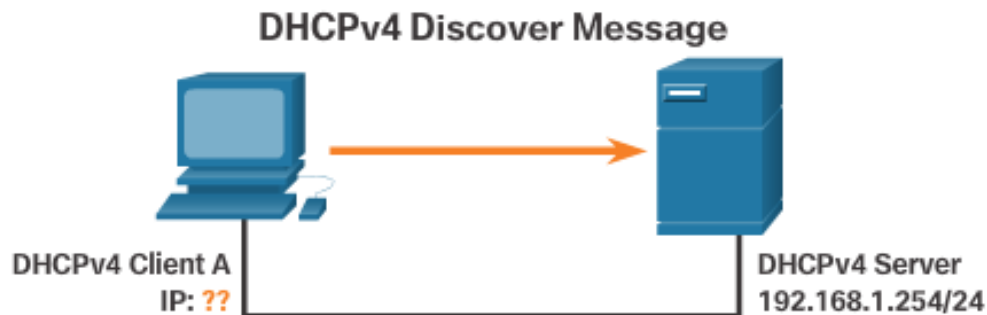 DHCPv4 Discover Message
DHCPv4 Client A
IP: ??
DHCPv4 Server
192.168.1.254/24